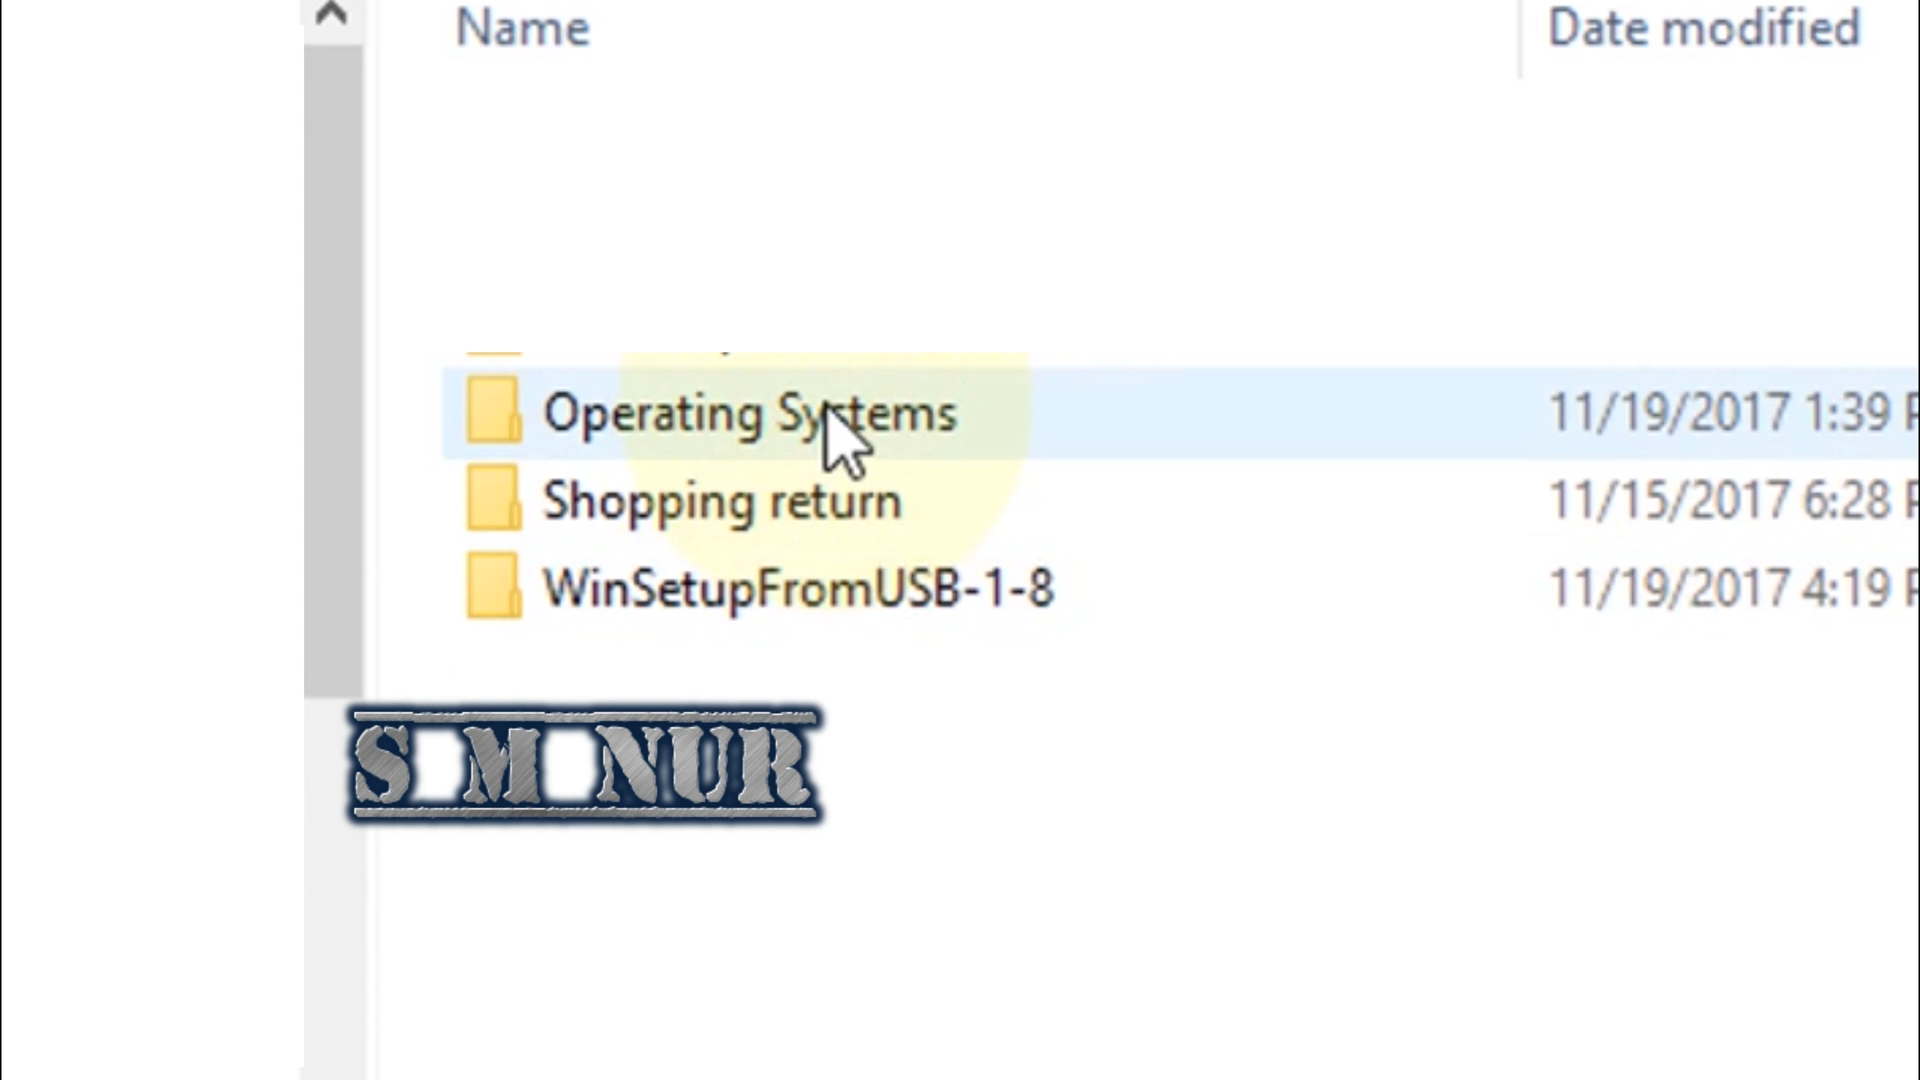 Name Date modified
Operating Systems 11/19/2017 1:39
Shopping return 11/15/2017 6:28
WinSetupFromUSB-1-8 11/19/2017 4:19
S M NUR